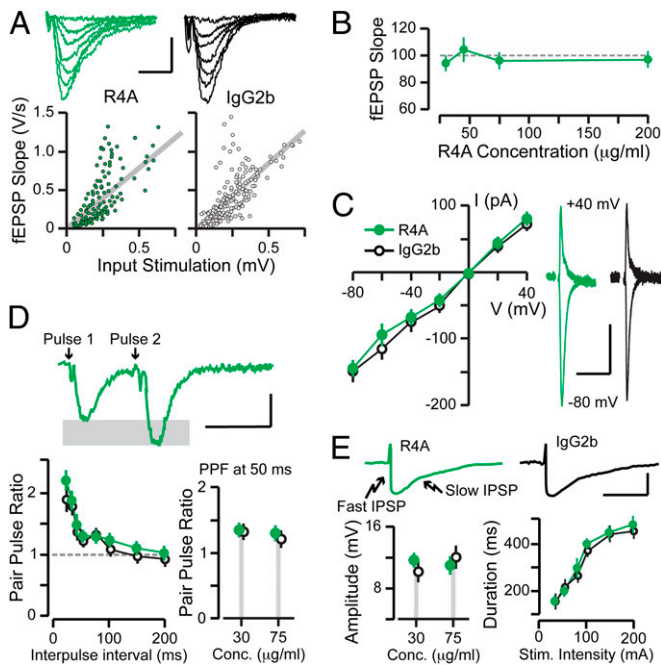 A
R4A
IgG2b
fEPSP Slope (V/s)
1.5
1.0
0.5
0
0
0.25
0.5
0
0.25
0.5
Input Stimulation (mV)
B
fEPSP Slope
120
100
80
60
50
100
150
200
R4A Concentration (μg/ml)
C
R4A
IgG2b
I (pA)
100
-80
-40
40
V (mV)
-100
-200
+40 mV
-80 mV
D
Pulse 1
Pulse 2
Pair Pulse Ratio
2
1
0
0
100
200
Interpulse interval (ms)
PPF at 50 ms
Pair Pulse Ratio
2
1
0
30
75
Conc. (μg/ml)
E
R4A
IgG2b
Fast IPSP
Slow IPSP
Amplitude (mV)
16
12
8
30
75
Conc. (μg/ml)
Duration (ms)
400
200
0
100
200
Stim. Intensity (mA)